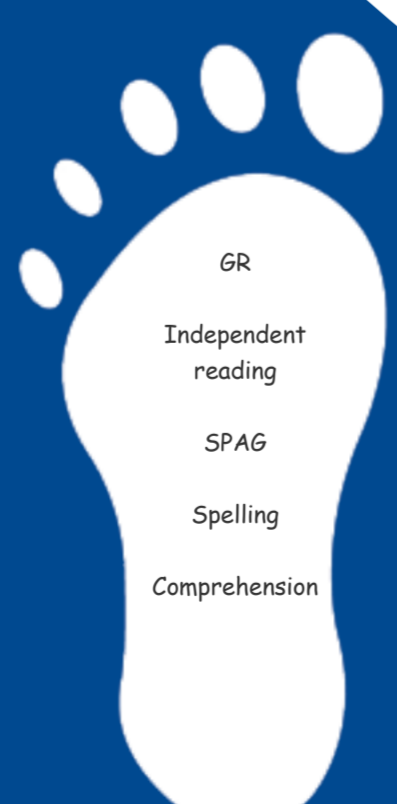 GR
Independent
reading
SPAG
Spelling
Comprehension